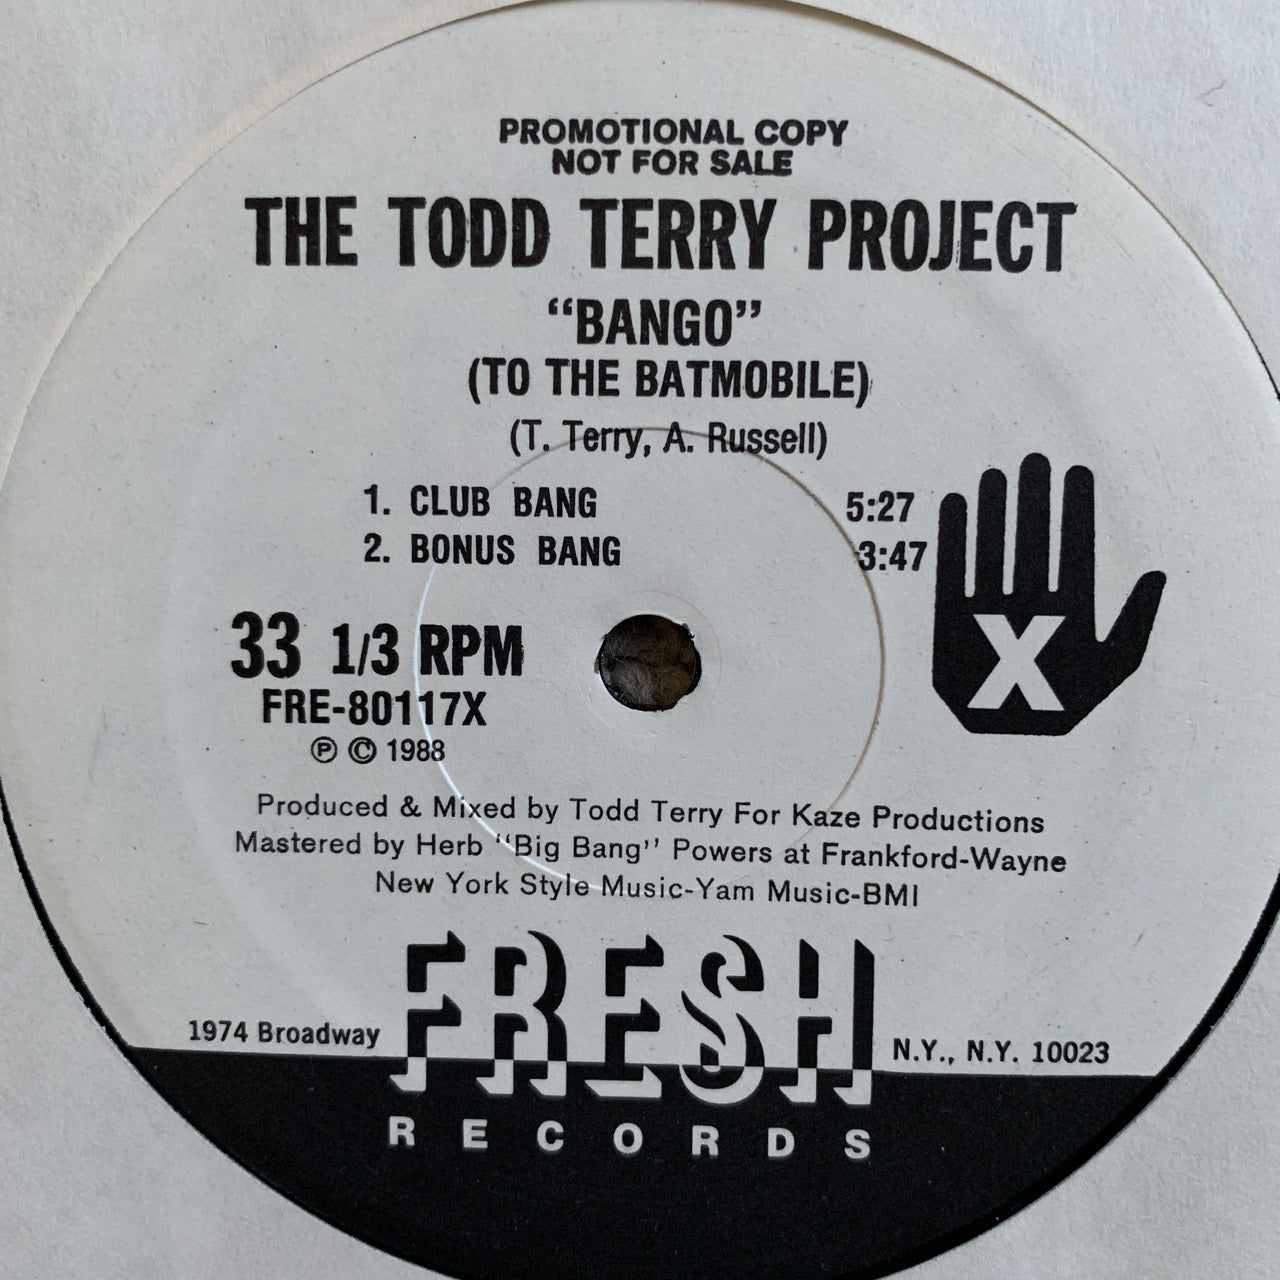 PROMOTIONAL COPY
NOT FOR SALE
THE TODD TERRY PROJECT
“BANGO”
(TO THE BATMOBILE)
(T. Terry, A. Russell)
1. CLUB BANG 5:27
2. BONUS BANG 3:47
X
33 1/3 RPM
FRE-80117X
Ⓟ © 1988
Produced & Mixed by Todd Terry For Kaze Productions
Mastered by Herb “Big Bang” Powers at Frankford-Wayne
New York Style Music-Yam Music-BMI
FRESH
1974 Broadway N.Y., N.Y. 10023
RECORDS